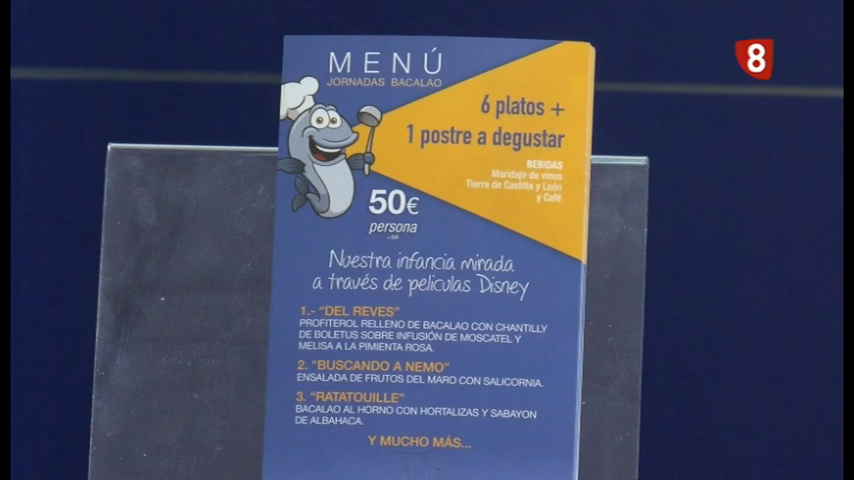 8
MENÚ
JORNADAS BACALAO
6 platos +
1 postre a degustar
BEBIDAS
Maridaje de vinos
Tierra de Castilla y León
y Café
50€
persona
Nuestra infancia mirada
a través de peliculas Disney
1.- "DEL REVES"
PROFITEROL RELLENO DE BACALAO CON CHANTILLY
DE BOLETUS SOBRE INFUSIÓN DE MOSCATEL Y
MELISA A LA PIMIENTA ROSA.
2. "BUSCANDO A NEMO"
ENSALADA DE FRUTOS DEL MARO CON SALICORNIA.
3. "RATATOUILLE"
BACALAO AL HORNO CON HORTALIZAS Y SABAYON
DE ALBAHACA.
Y MUCHO MÁS...